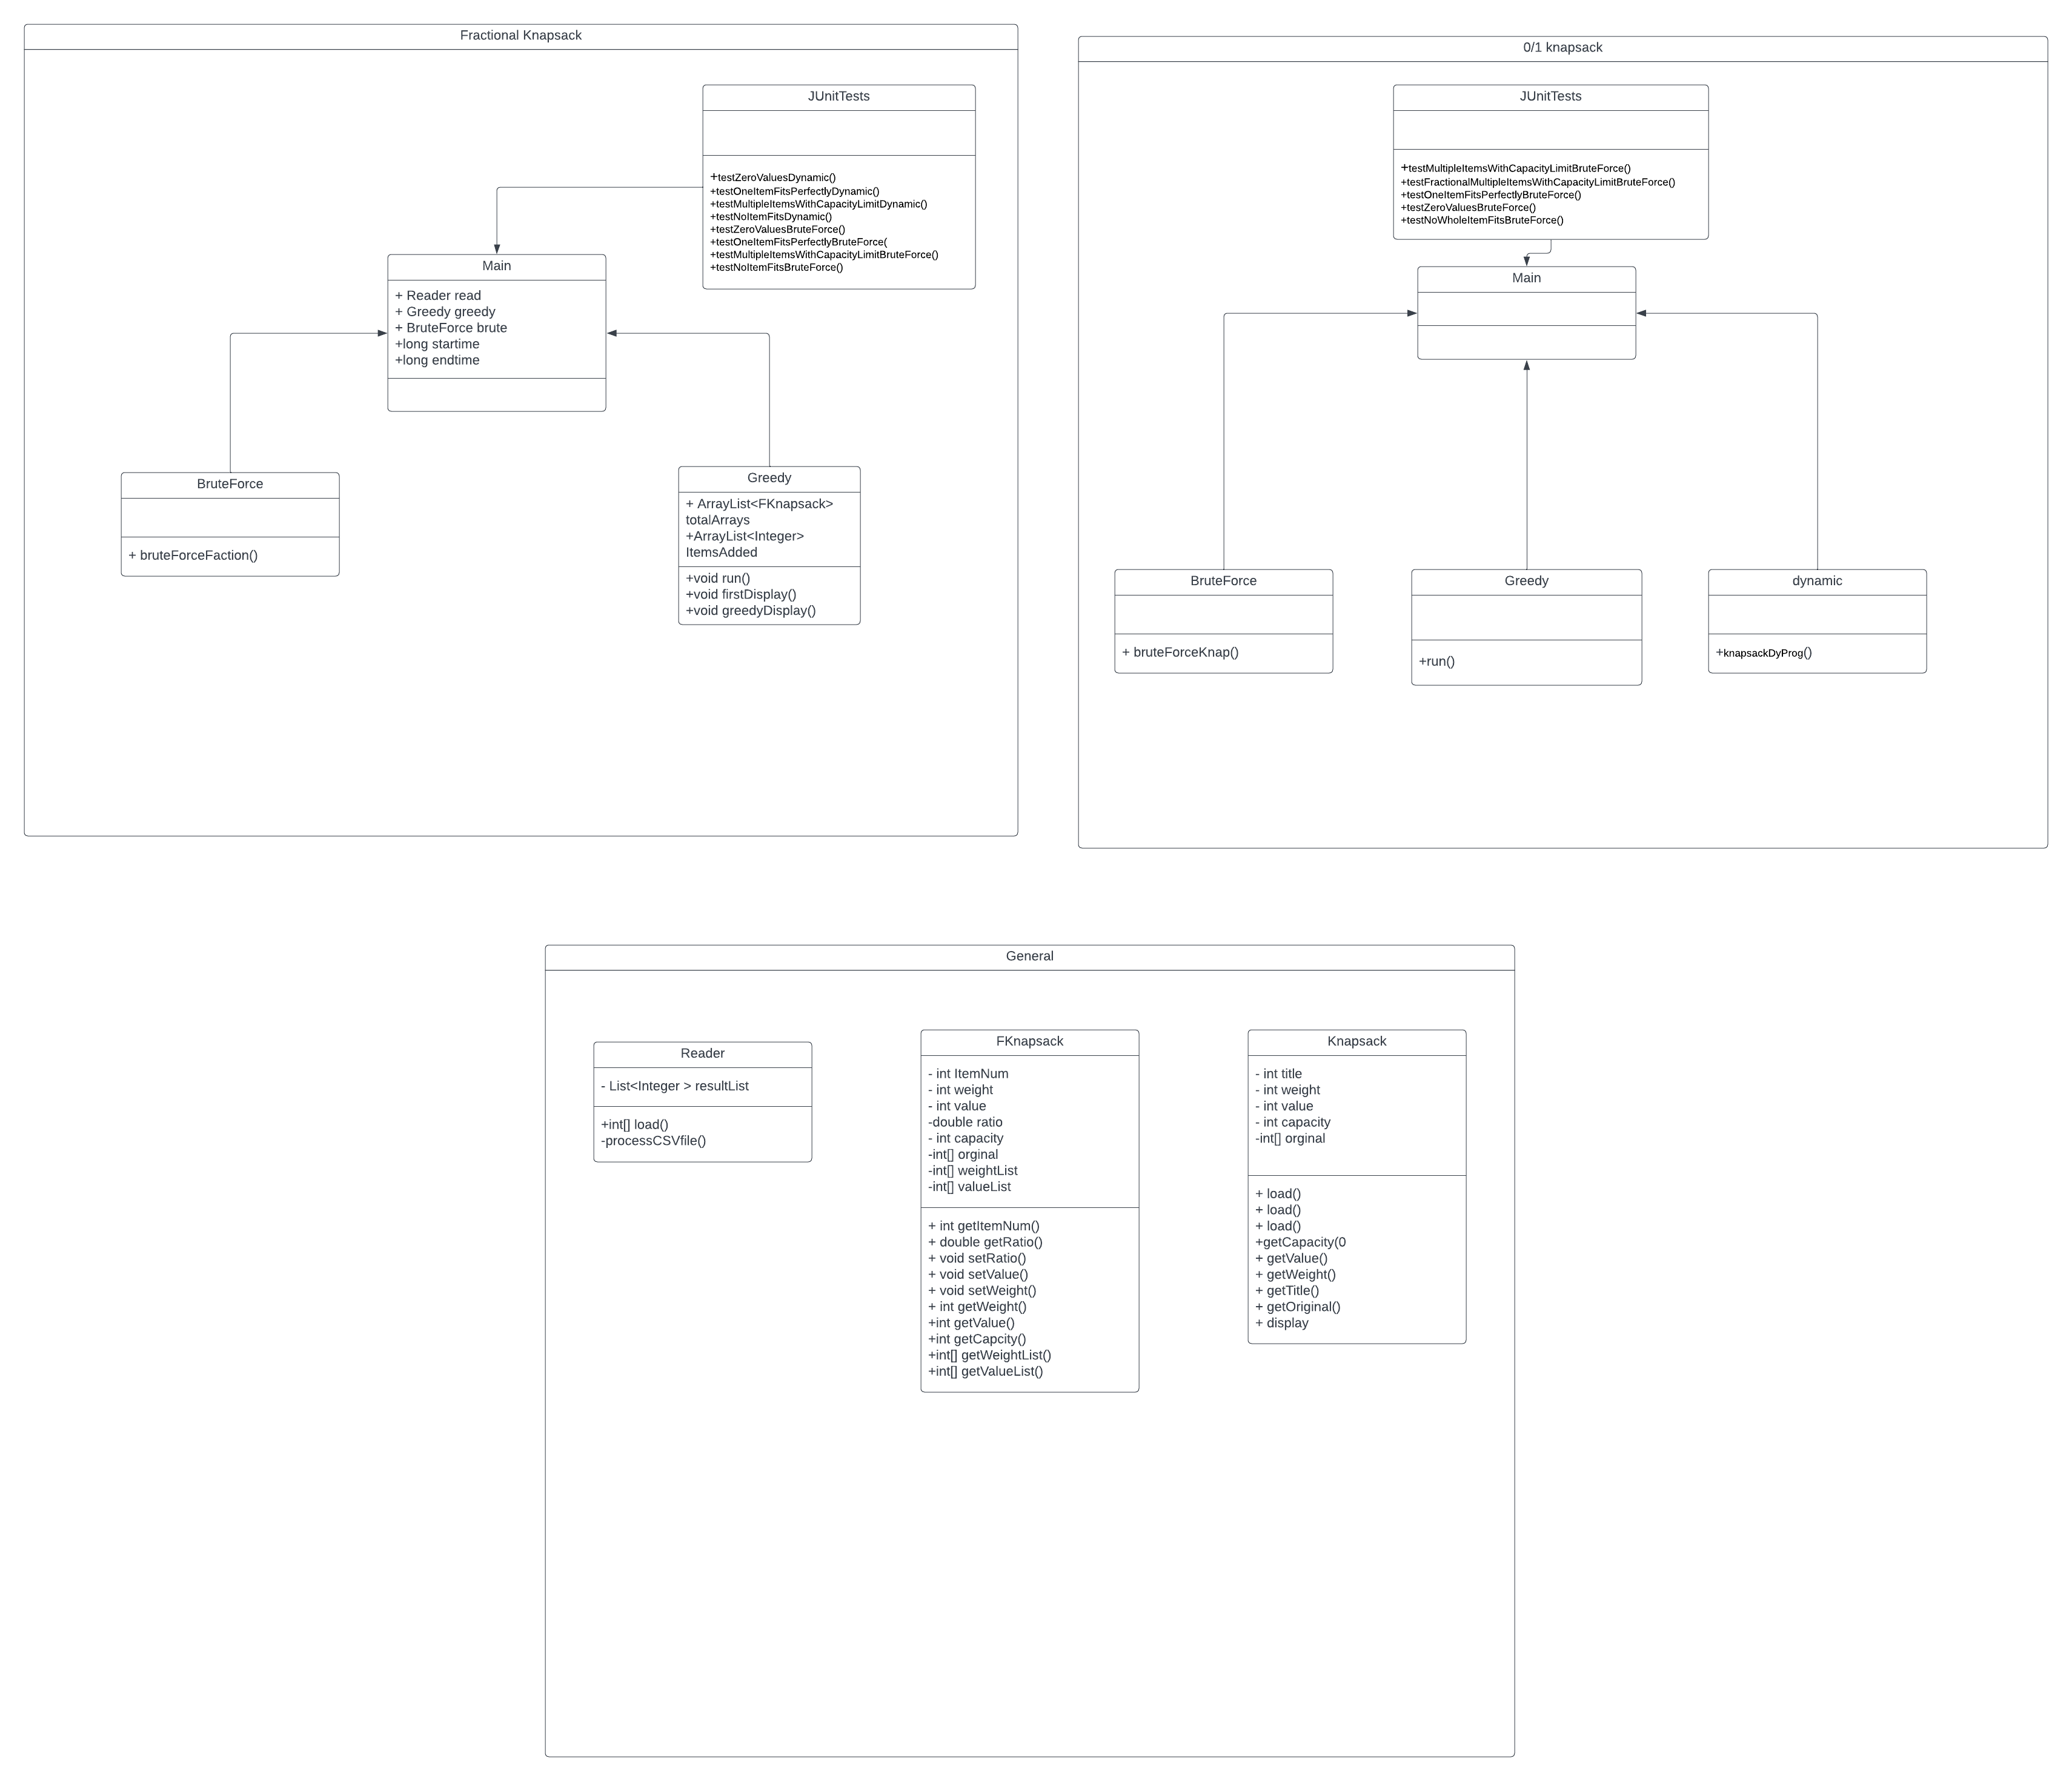 Fractional Knapsack
JUnitTests
+testZeroValuesDynamic()
+testOneItemFitsPerfectlyDynamic()
+testMultipleItemsWithCapacityLimitDynamic()
+testNoItemFitsDynamic()
+testZeroValuesBruteForce()
+testOneItemFitsPerfectlyBruteForce(
+testMultipleItemsWithCapacityLimitBruteForce()
+testNoItemFitsBruteForce()
Main
+ Reader read
+ Greedy greedy
+ BruteForce brute
+long startime
+long endtime
BruteForce
+ bruteForceFaction()
Greedy
+ ArrayList<FKnapsack>
totalArrays
+ArrayList<Integer>
ItemsAdded
+void run()
+void firstDisplay()
+void greedyDisplay()
0/1 knapsack
JUnitTests
+testMultipleItemsWithCapacityLimitBruteForce()
+testFractionalMultipleItemsWithCapacityLimitBruteForce()
+testOneItemFitsPerfectlyBruteForce()
+testZeroValuesBruteForce()
+testNoWholeItemFitsBruteForce()
Main
BruteForce
+ bruteForceKnap()
Greedy
+run()
dynamic
+knapsackDyProg()
General
Reader
- List<Integer > resultList
+int[] load()
-processCSVfile()
FKnapsack
- int ItemNum
- int weight
- int value
-double ratio
- int capacity
-int[] orginal
-int[] weightList
-int[] valueList
+ int getItemNum()
+ double getRatio()
+ void setRatio()
+ void setValue()
+ void setWeight()
+ int getWeight()
+int getValue()
+int getCapcity()
+int[] getWeightList()
+int[] getValueList()
Knapsack
- int title
- int weight
- int value
- int capacity
-int[] orginal
+ load()
+ load()
+ load()
+getCapacity(0
+ getValue()
+ getWeight()
+ getTitle()
+ getOriginal()
+ display